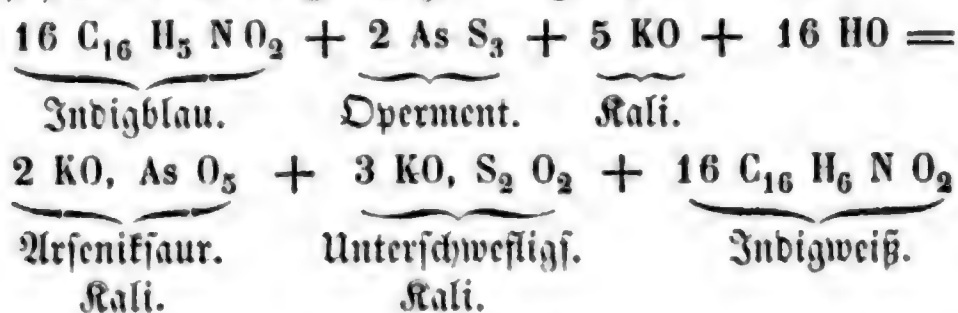 16 C₁₆ H₅ N O₂ + 2 As S₃ + 5 KO + 16 HO =
Indigblau. Operment. Kali.
2 KO, As O₅ + 3 KO, S₂ O₂ + 16 C₁₆ H₆ N O₂
Arseniksaur. Unterschwefligs. Indigweiß.
Kali. Kali.